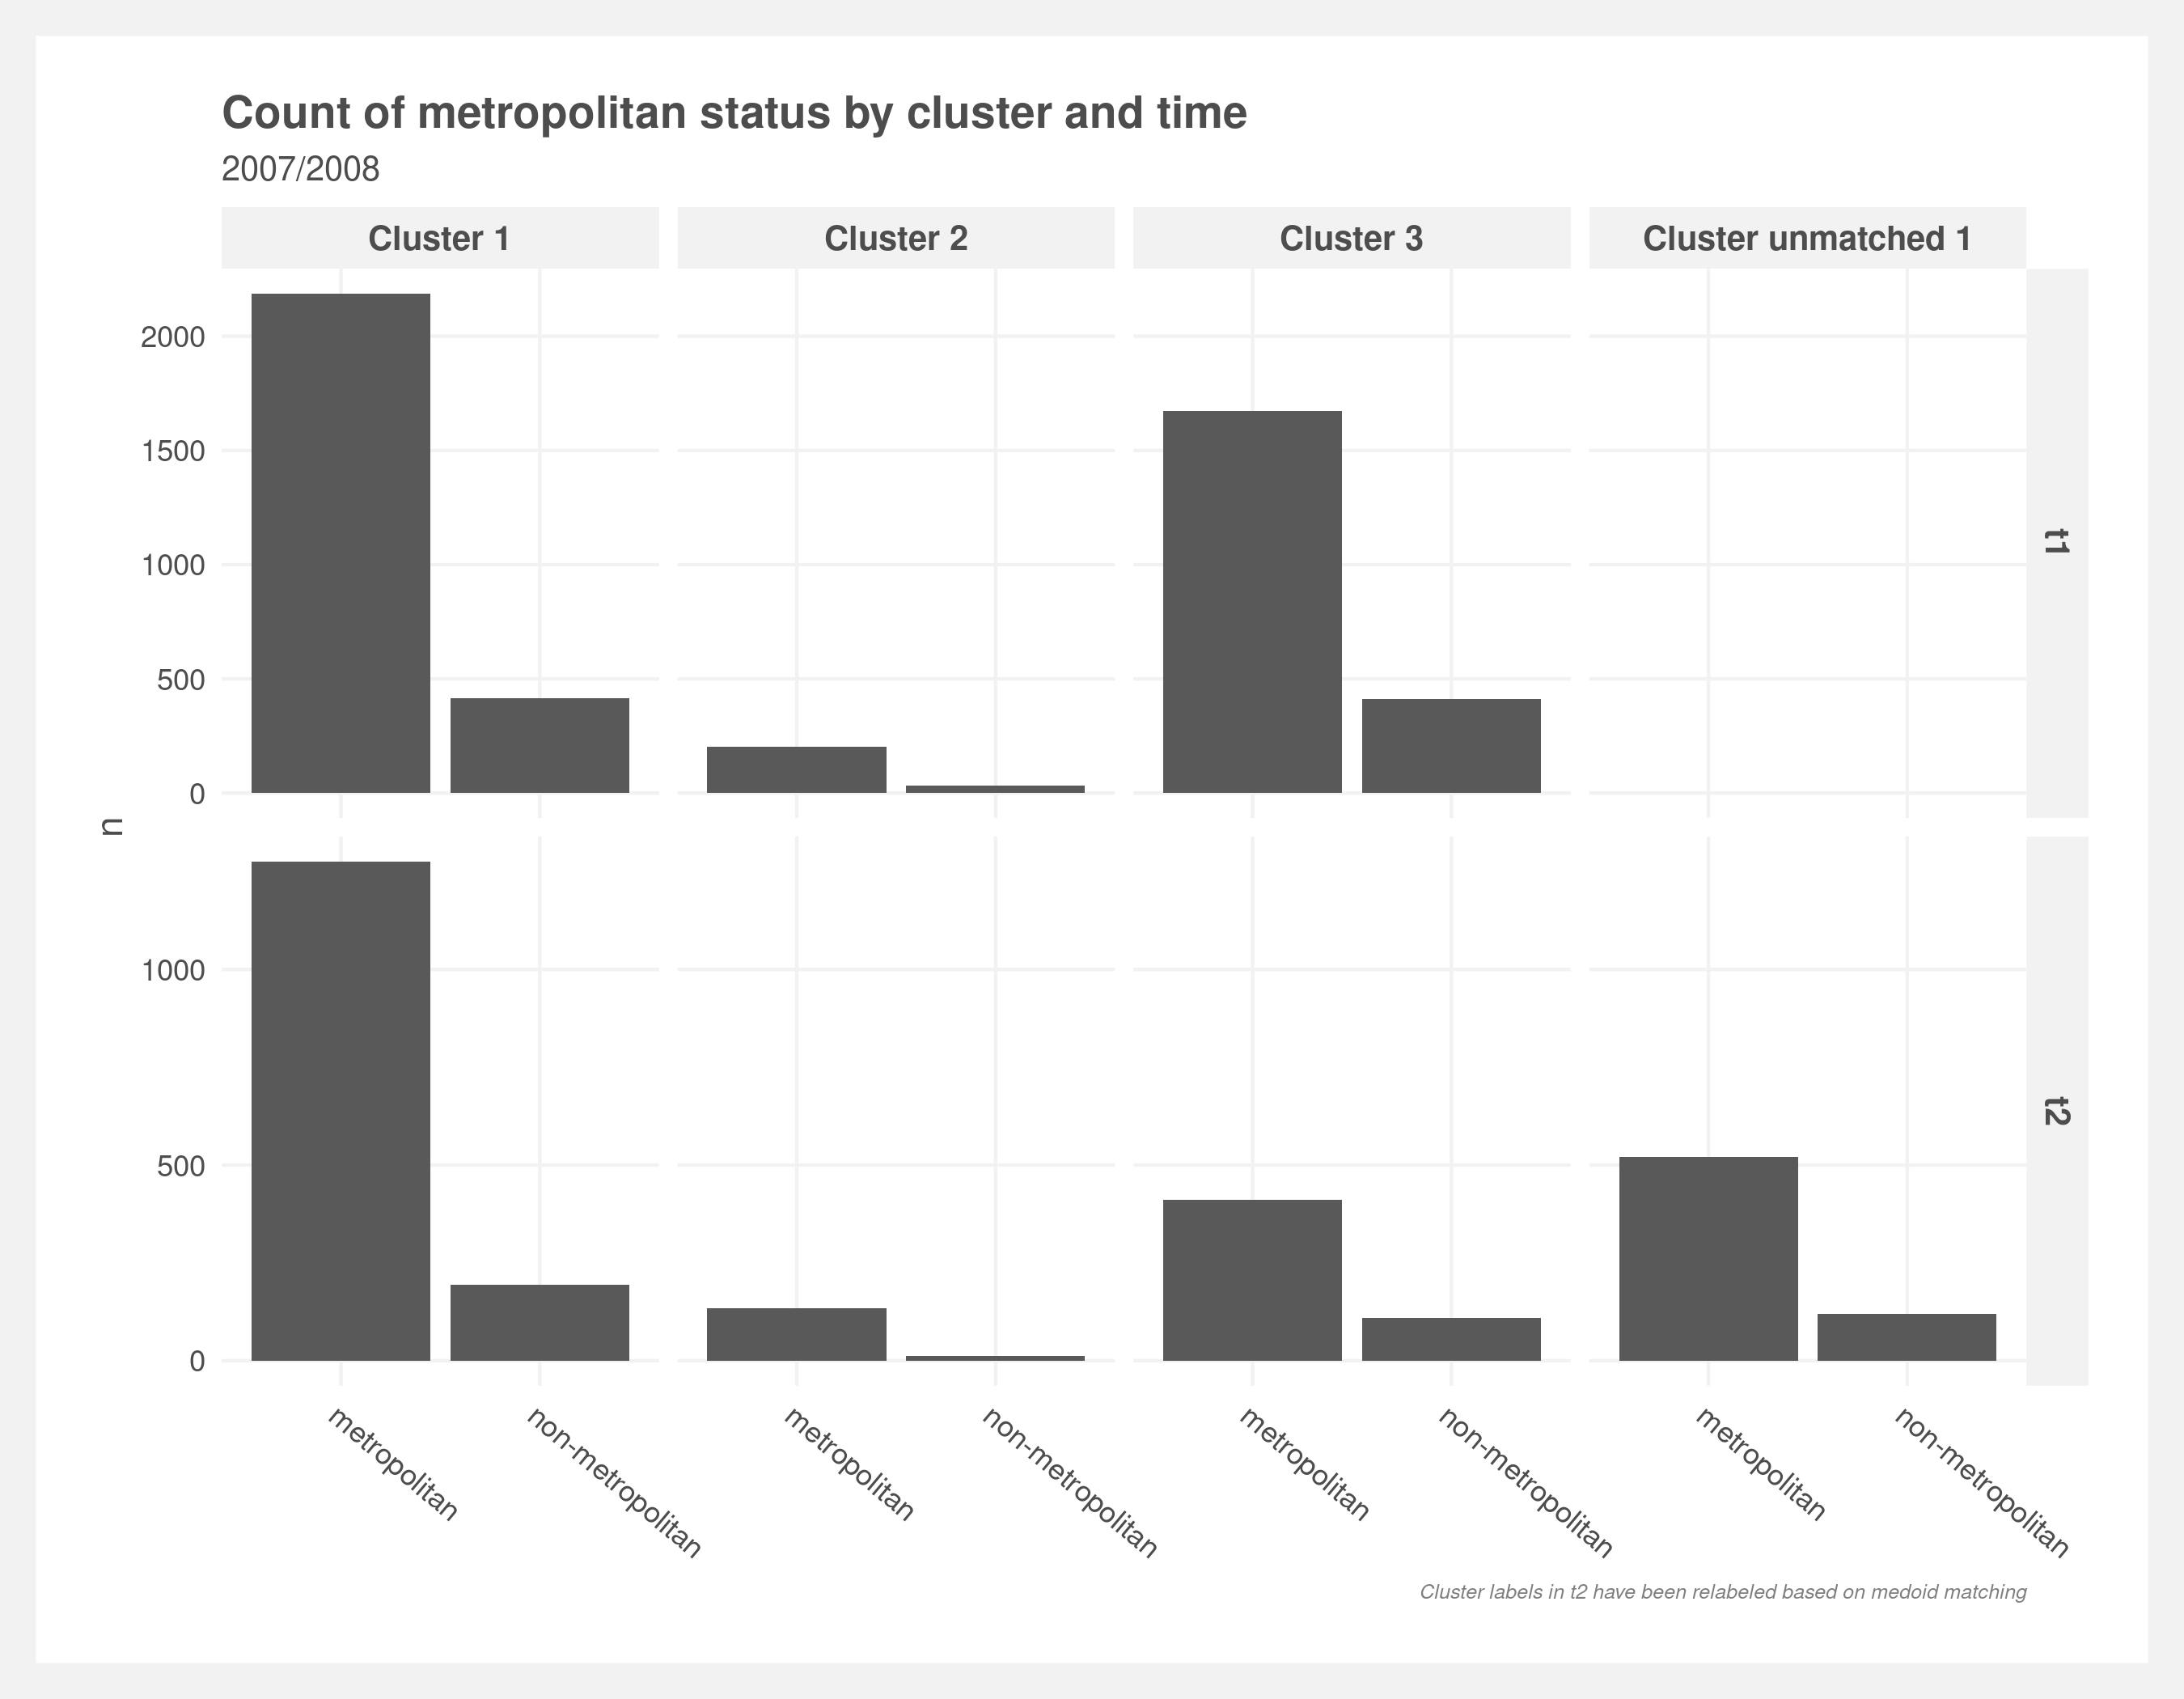 Count of metropolitan status by cluster and time
2007/2008
Cluster 1
Cluster 2
Cluster 3
Cluster unmatched 1
2000
1500
1000
500
0
t1
n
1000
500
0
t2
metropolitan
non-metropolitan
metropolitan
non-metropolitan
metropolitan
non-metropolitan
metropolitan
non-metropolitan
Cluster labels in t2 have been relabeled based on medoid matching